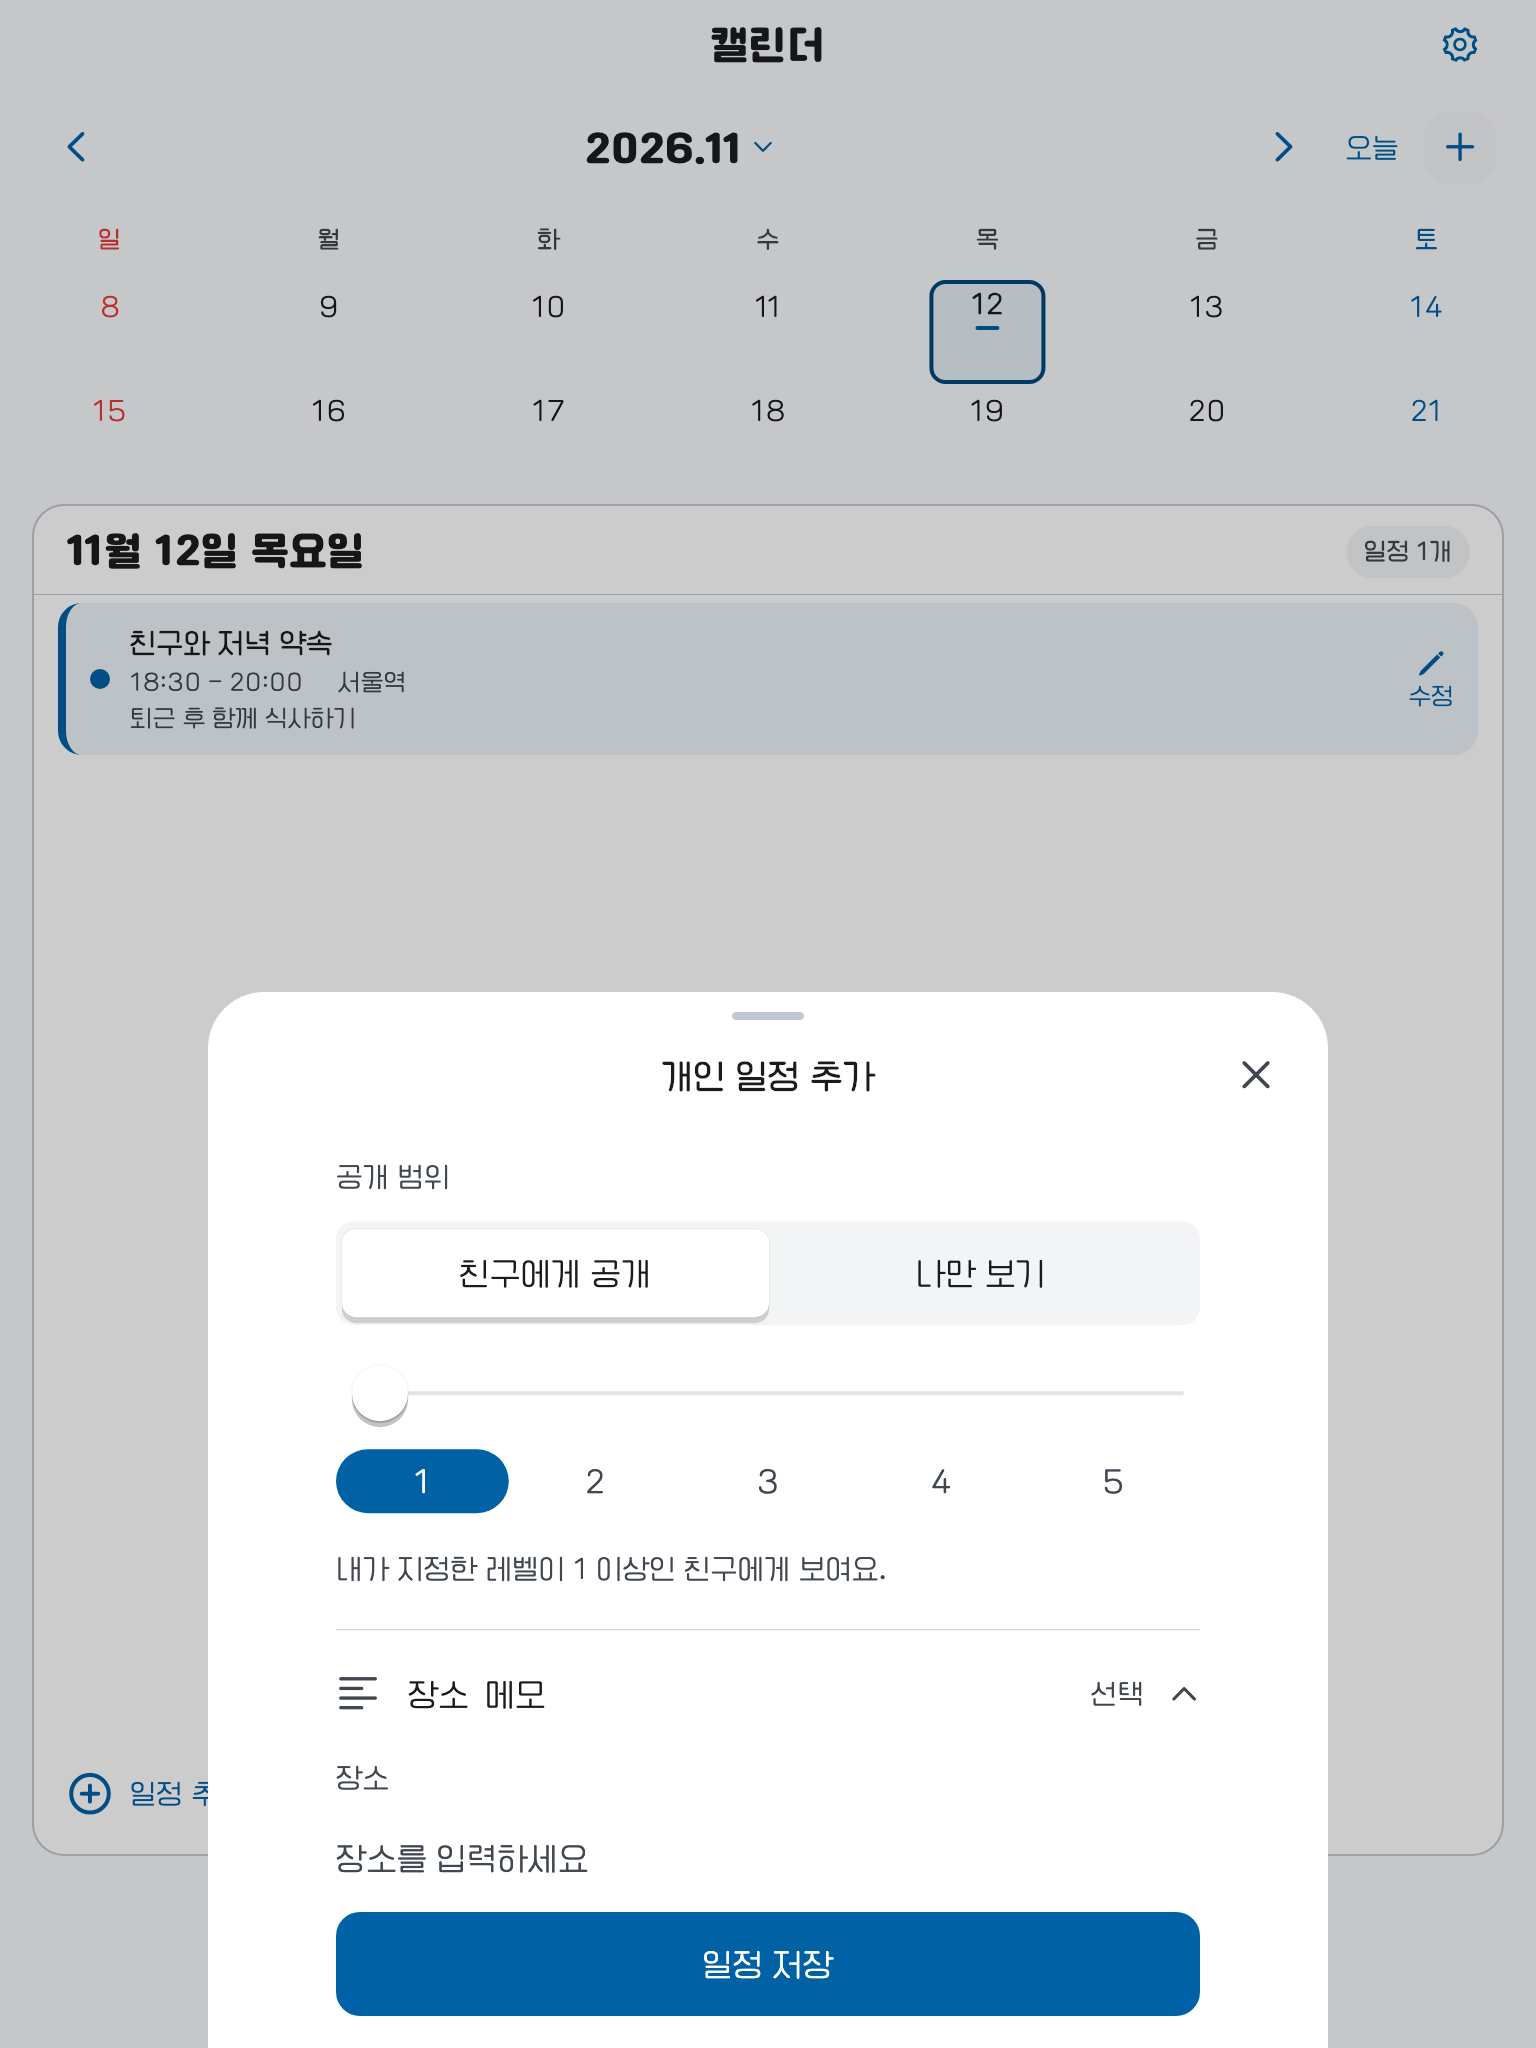 캘린더
2026.11
오늘
일 월 화 수 목 금 토
8 9 10 11 12 13 14
15 16 17 18 19 20 21
11월 12일 목요일
일정 1개
친구와 저녁 약속
18:30 – 20:00 서울역
퇴근 후 함께 식사하기
수정
개인 일정 추가
공개 범위
친구에게 공개 나만 보기
1 2 3 4 5
내가 지정한 레벨이 1 이상인 친구에게 보여요.
장소 메모 선택
장소
일정
장소를 입력하세요
일정 저장